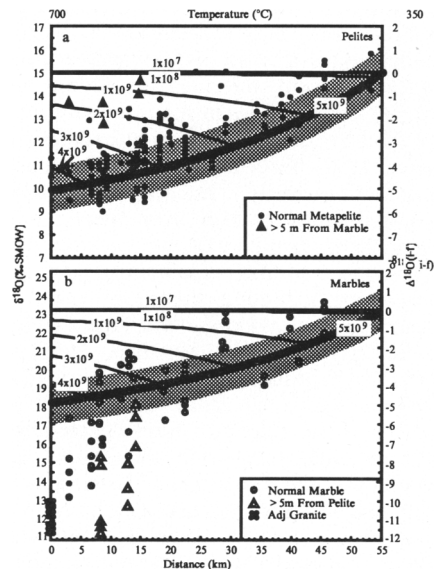 700 Temperature (°C) 350
a Pelites
1x10⁷
1x10⁸
1x10⁹
2x10⁹
3x10⁹
4x10⁹
5x10⁹
17
16
15
14
13
12
11
10
9
8
7
2
1
0
-1
-2
-3
-4
-5
-6
Normal Metapelite
>5 m From Marble
δ¹⁸O(‰SMOW)
Δ¹⁸O(i-f)
i-f)
b Marbles
1x10⁷
1x10⁸
1x10⁹
2x10⁹
3x10⁹
4x10⁹
5x10⁹
25
24
23
22
21
20
19
18
17
16
15
14
13
12
11
2
1
0
-1
-2
-3
-4
-5
-6
-7
-8
-9
-10
-11
-12
Normal Marble
>5m From Pelite
Adj Granite
0 5 10 15 20 25 30 35 40 45 50 55
Distance (km)